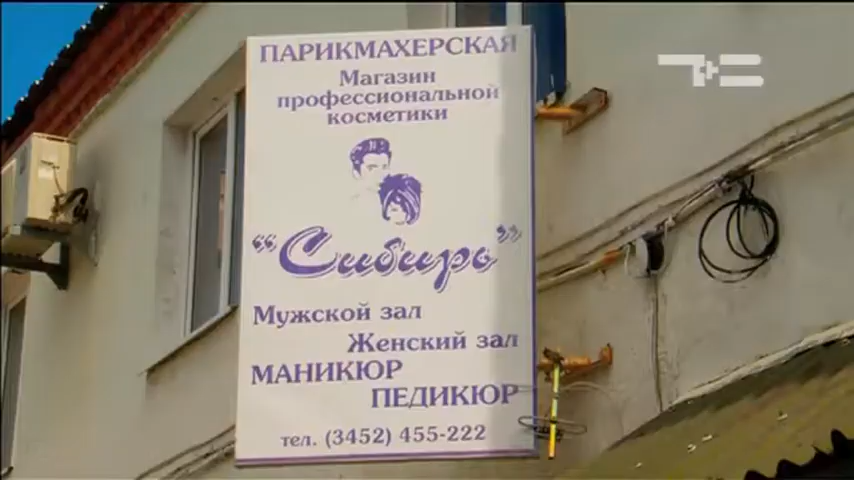 ПАРИКМАХЕРСКАЯ
Магазин
профессиональной
косметики
"Сибирь"
Мужской зал
Женский зал
МАНИКЮР
ПЕДИКЮР
тел. (3452) 455-222